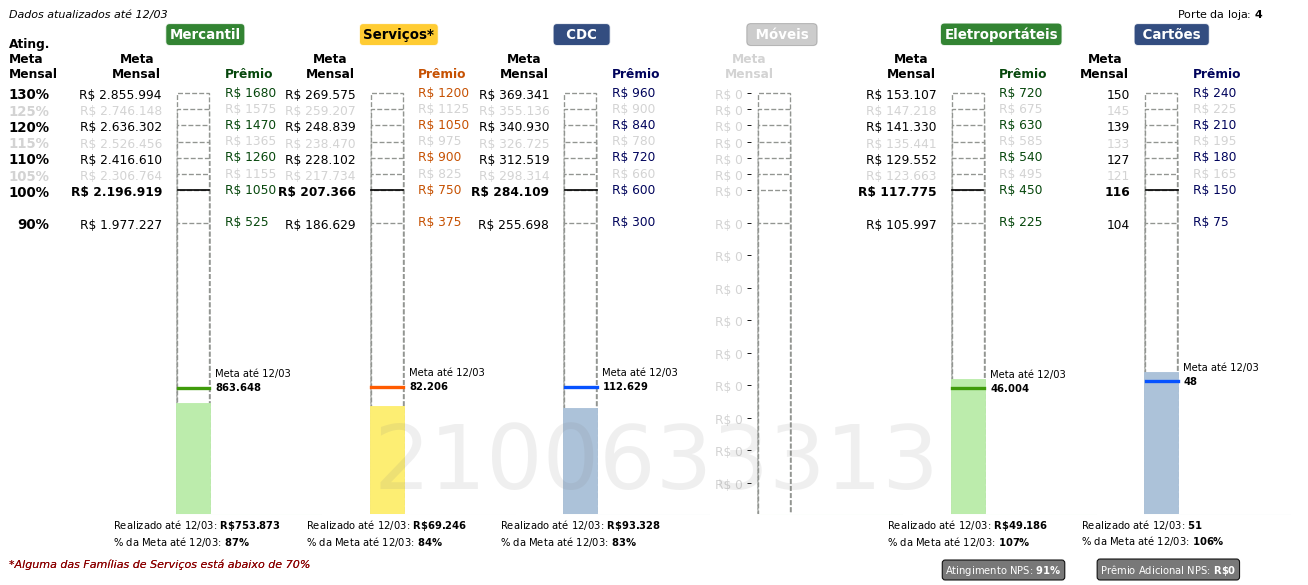 Dados atualizados até 12/03
Porte da loja: 4
Mercantil Serviços* CDC Móveis Eletroportáteis Cartões
Ating.
Meta
Mensal
Meta
Mensal Prêmio Meta
Mensal Prêmio Meta
Mensal Prêmio Meta
Mensal Meta
Mensal Prêmio Meta
Mensal Prêmio
130% R$ 2.855.994 R$ 1680 R$ 269.575 R$ 1200 R$ 369.341 R$ 960 R$ 0 R$ 153.107 R$ 720 150 R$ 240
125% R$ 2.746.148 R$ 1575 R$ 259.207 R$ 1125 R$ 355.136 R$ 900 R$ 0 R$ 147.218 R$ 675 145 R$ 225
120% R$ 2.636.302 R$ 1470 R$ 248.839 R$ 1050 R$ 340.930 R$ 840 R$ 0 R$ 141.330 R$ 630 139 R$ 210
115% R$ 2.526.456 R$ 1365 R$ 238.470 R$ 975 R$ 326.725 R$ 780 R$ 0 R$ 135.441 R$ 585 133 R$ 195
110% R$ 2.416.610 R$ 1260 R$ 228.102 R$ 900 R$ 312.519 R$ 720 R$ 0 R$ 129.552 R$ 540 127 R$ 180
105% R$ 2.306.764 R$ 1155 R$ 217.734 R$ 825 R$ 298.314 R$ 660 R$ 0 R$ 123.663 R$ 495 121 R$ 165
100% R$ 2.196.919 R$ 1050 R$ 207.366 R$ 750 R$ 284.109 R$ 600 R$ 0 R$ 117.775 R$ 450 116 R$ 150
90% R$ 1.977.227 R$ 525 R$ 186.629 R$ 375 R$ 255.698 R$ 300 R$ 0 R$ 105.997 R$ 225 104 R$ 75
R$ 0
R$ 0
R$ 0
R$ 0
R$ 0
R$ 0
R$ 0
R$ 0
Meta até 12/03
863.648
Meta até 12/03
82.206
Meta até 12/03
112.629
Meta até 12/03
46.004
Meta até 12/03
48
2100633313
Realizado até 12/03: R$753.873
% da Meta até 12/03: 87%
Realizado até 12/03: R$69.246
% da Meta até 12/03: 84%
Realizado até 12/03: R$93.328
% da Meta até 12/03: 83%
Realizado até 12/03: R$49.186
% da Meta até 12/03: 107%
Realizado até 12/03: 51
% da Meta até 12/03: 106%
*Alguma das Famílias de Serviços está abaixo de 70%
Atingimento NPS: 91%
Prêmio Adicional NPS: R$0